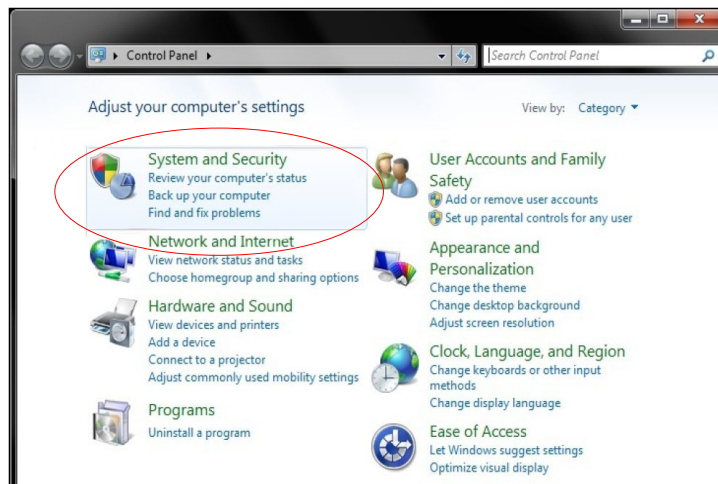 Control Panel
Search Control Panel
Adjust your computer's settings
View by: Category
System and Security
Review your computer's status
Back up your computer
Find and fix problems
Network and Internet
View network status and tasks
Choose homegroup and sharing options
Hardware and Sound
View devices and printers
Add a device
Connect to a projector
Adjust commonly used mobility settings
Programs
Uninstall a program
User Accounts and Family
Safety
Add or remove user accounts
Set up parental controls for any user
Appearance and
Personalization
Change the theme
Change desktop background
Adjust screen resolution
Clock, Language, and Region
Change keyboards or other input
methods
Change display language
Ease of Access
Let Windows suggest settings
Optimize visual display